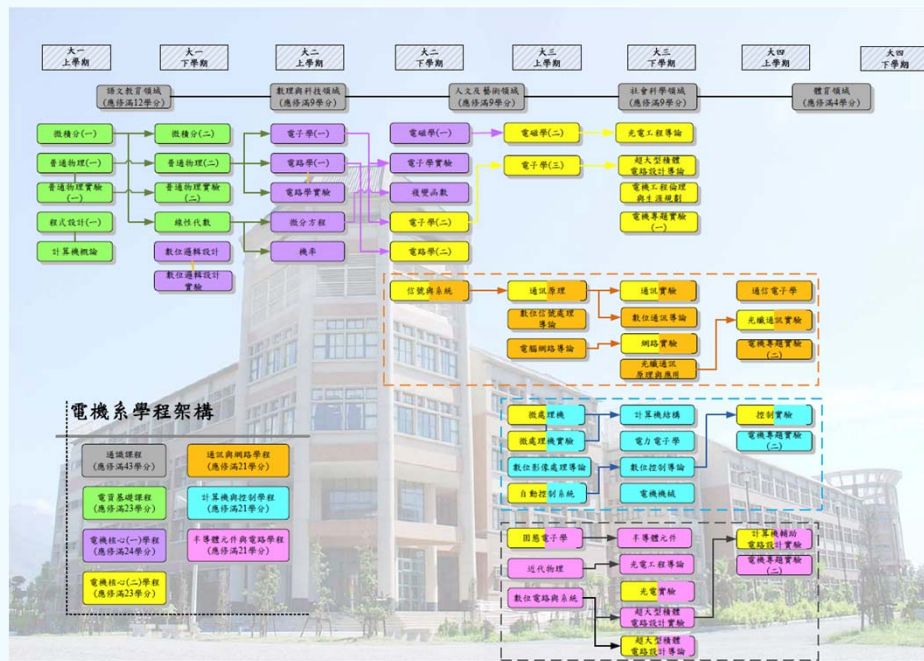 大一
上學期
大一
下學期
大二
上學期
大二
下學期
大三
上學期
大三
下學期
大四
上學期
大四
下學期
語文教育領域
(應修滿12學分)
數理與科技領域
(應修滿9學分)
人文及藝術領域
(應修滿9學分)
社會科學領域
(應修滿9學分)
體育領域
(應修滿4學分)
微積分(一)
微積分(二)
電子學(一)
電磁學(一)
電磁學(二)
光電工程導論
普通物理(一)
普通物理(二)
電路學(一)
電子學實驗
電子學(三)
超大型積體
電路設計導論
普通物理實驗
(一)
普通物理實驗
(二)
電路學實驗
複變函數
電機工程倫理
與生涯規劃
程式設計(一)
線性代數
微分方程
電子學(二)
電機專題實驗
(一)
計算機概論
數位邏輯設計
機率
電路學(二)
數位邏輯設計
實驗
信號與系統
通訊原理
通訊實驗
通信電子學
數位信號處理
導論
數位通訊導論
光纖通訊實驗
電腦網路導論
網路實驗
電機專題實驗
(二)
光纖通訊
原理與應用
微處理機
計算機結構
控制實驗
微處理機實驗
電力電子學
電機專題實驗
(二)
數位影像處理導論
數位控制導論
自動控制系統
電機機械
固態電子學
半導體元件
計算機輔助
電路設計實驗
近代物理
光電工程導論
電機專題實驗
(二)
數位電路與系統
光電實驗
超大型積體
電路設計實驗
超大型積體
電路設計導論
電機系學程架構
通識課程
(應修滿43學分)
通訊與網路學程
(應修滿21學分)
電資基礎課程
(應修滿23學分)
計算機與控制學程
(應修滿21學分)
電機核心(一)學程
(應修滿24學分)
半導體元件與電路學程
(應修滿21學分)
電機核心(二)學程
(應修滿23學分)